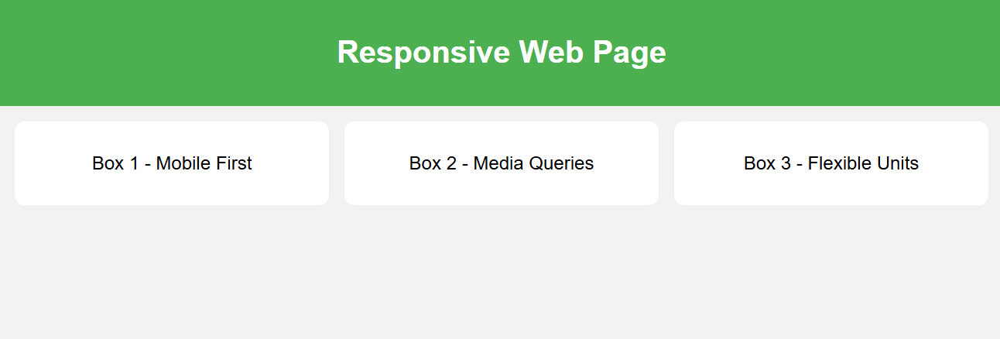 Responsive Web Page
Box 1 - Mobile First
Box 2 - Media Queries
Box 3 - Flexible Units